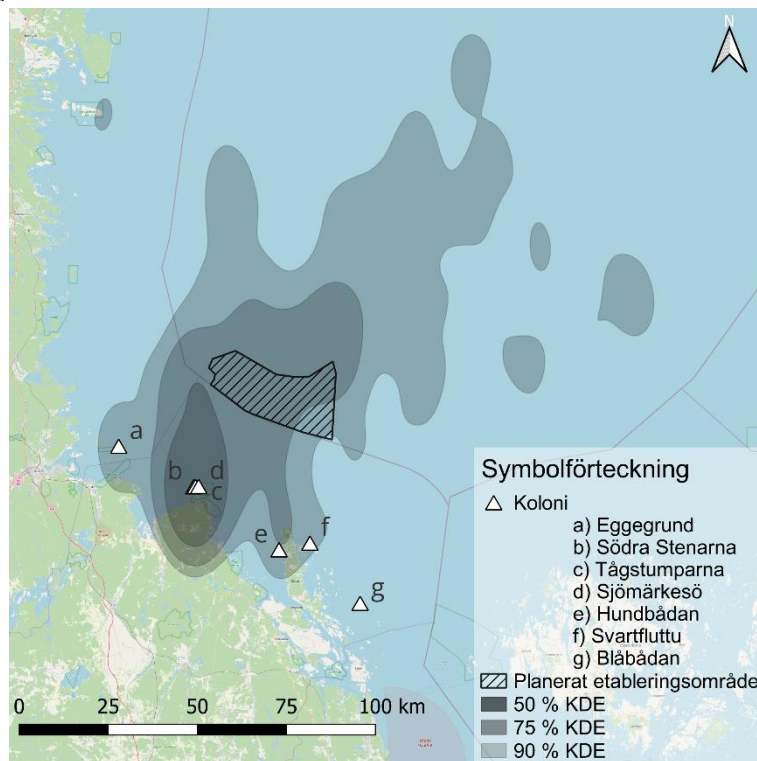 N
a
b
d
c
e
f
g
Symbolförteckning
Koloni
a) Eggegrund
b) Södra Stenarna
c) Tågstumparna
d) Sjömärkesö
e) Hundbådan
f) Svartfluttu
g) Blåbådan
Planerat etableringsområde
50 % KDE
75 % KDE
90 % KDE
0 25 50 75 100 km